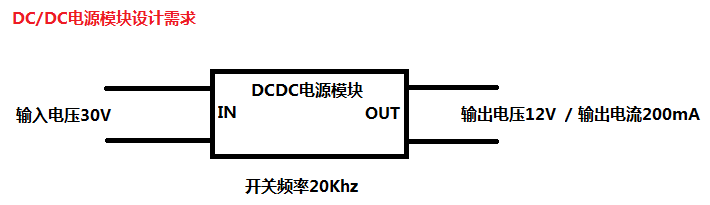 DC/DC电源模块设计需求
DCDC电源模块
输入电压30V
IN
OUT
输出电压12V / 输出电流200mA
开关频率20Khz